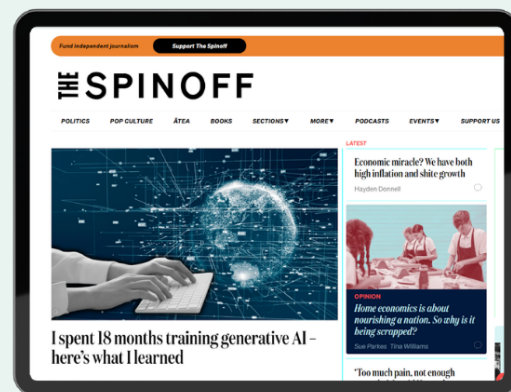 Fund independent journalism
Support The Spinoff
THE SPINOFF
POLITICS POP CULTURE ĀTEA BOOKS SECTIONS▼ MORE▼ PODCASTS EVENTS▼ SUPPORT US
LATEST
Economic miracle? We have both
high inflation and shite growth
Hayden Donnell
OPINION
Home economics is about
nourishing a nation. So why is it
being scrapped?
Sue Parkes Tina Williams
I spent 18 months training generative AI –
here's what I learned
'Too much pain, not enough